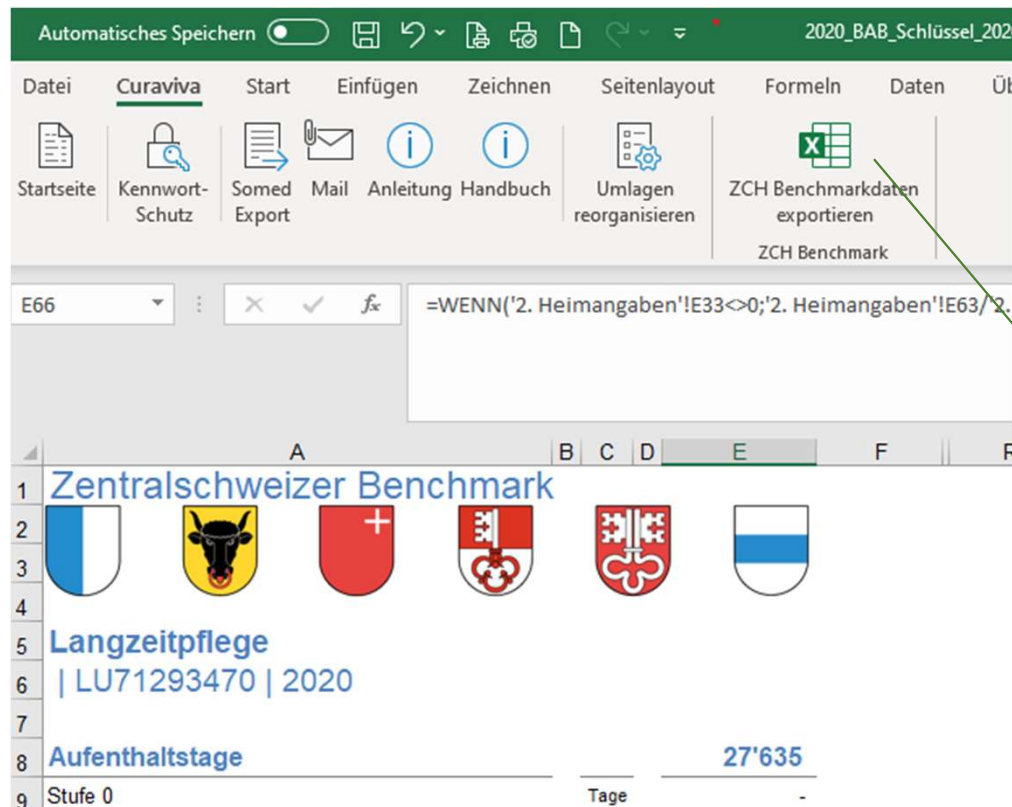 Automatisches Speichern
2020_BAB_Schlüssel_202
Datei Curaviva Start Einfügen Zeichnen Seitenlayout Formeln Daten Üb
Startseite Kennwort- Somed Mail Anleitung Handbuch Umlagen ZCH Benchmarkdaten
Schutz Export reorganisieren exportieren
ZCH Benchmark
E66 fx =WENN('2. Heimangaben'!E33<>0;'2. Heimangaben'!E63/'2.
A B C D E F
1 Zentralschweizer Benchmark
2
3
4
5 Langzeitpflege
6 | LU71293470 | 2020
7
8 Aufenthaltstage 27'635
9 Stufe 0 Tage -